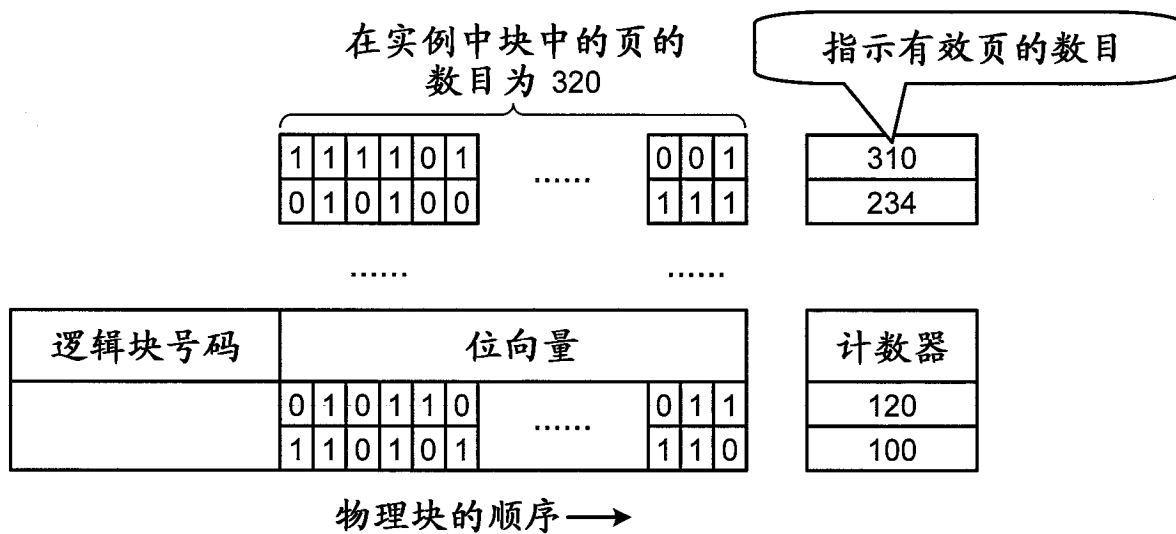 在实例中块中的页的
数目为 320
指示有效页的数目
1 1 1 1 0 1 ...... 0 0 1 310
0 1 0 1 0 0 1 1 1 234
...... ......
逻辑块号码 位向量 计数器
0 1 0 1 1 0 ...... 0 1 1 120
1 1 0 1 0 1 1 1 0 100
物理块的顺序